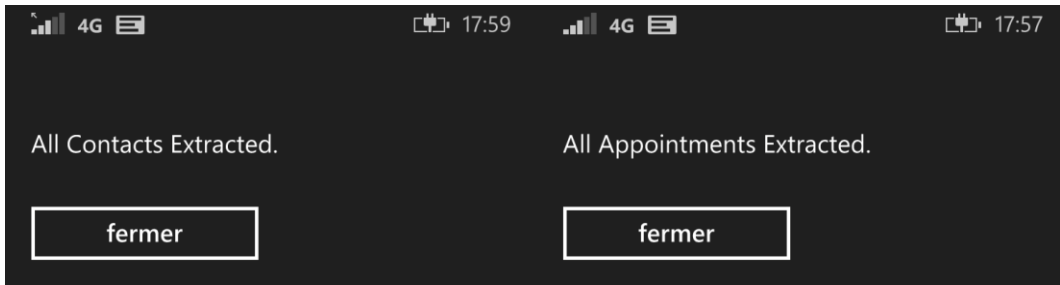 4G 17:59
All Contacts Extracted.
fermer
4G 17:57
All Appointments Extracted.
fermer